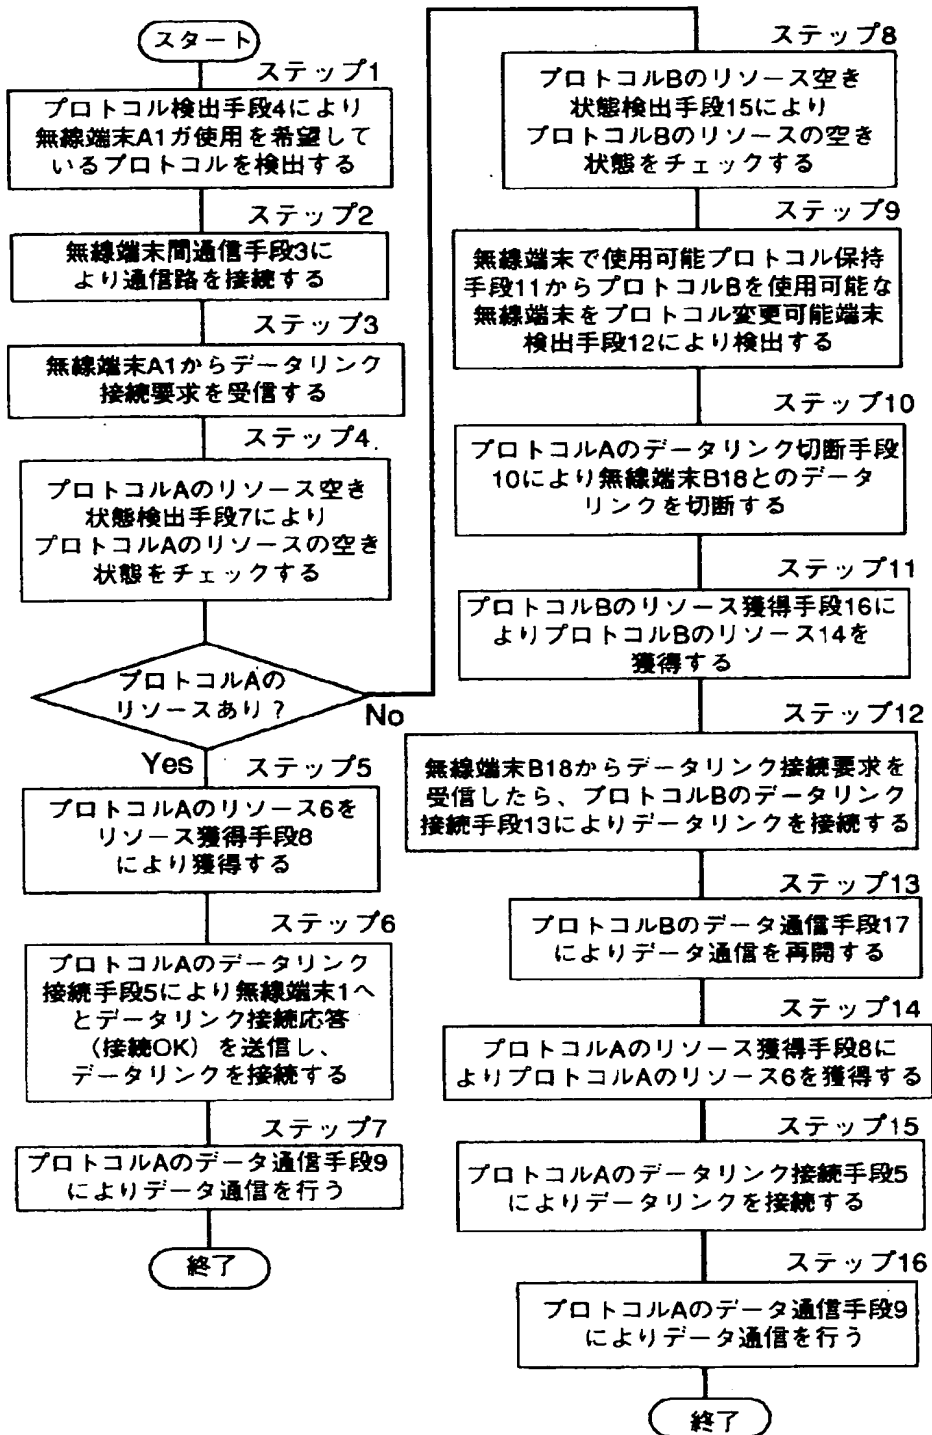 スタート
ステップ1
プロトコル検出手段4により
無線端末A1ガ使用を希望して
いるプロトコルを検出する
ステップ2
無線端末間通信手段3に
より通信路を接続する
ステップ3
無線端末A1からデータリンク
接続要求を受信する
ステップ4.
プロトコルAのリソース空き
状態検出手段7により
プロトコルAのリソースの空き
状態をチェックする
プロトコルAの
リソースあり？
No
Yes
ステップ5
プロトコルAのリソース6を
リソース獲得手段8
により獲得する
ステップ6
プロトコルAのデータリンク
接続手段5により無線端末1へ
とデータリンク接続応答
（接続OK）を送信し、
データリンクを接続する
ステップ7
プロトコルAのデータ通信手段9
によりデータ通信を行う
終了
ステップ8
プロトコルBのリソース空き
状態検出手段15により
プロトコルBのリソースの空き
状態をチェックする
ステップ9
無線端末で使用可能プロトコル保持
手段11からプロトコルBを使用可能な
無線端末をプロトコル変更可能端末
検出手段12により検出する
ステップ10
プロトコルAのデータリンク切断手段
10により無線端末B18とのデータ
リンクを切断する
ステップ11
プロトコルBのリソース獲得手段16に
よりプロトコルBのリソース14を
獲得する
ステップ12
無線端末B18からデータリンク接続要求を
受信したら、プロトコルBのデータリンク
接続手段13によりデータリンクを接続する
ステップ13
プロトコルBのデータ通信手段17
によりデータ通信を再開する
ステップ14
プロトコルAのリソース獲得手段8に
よりプロトコルAのリソース6を獲得する
ステップ15
プロトコルAのデータリンク接続手段5
によりデータリンクを接続する
ステップ16
プロトコルAのデータ通信手段9
によりデータ通信を行う
終了